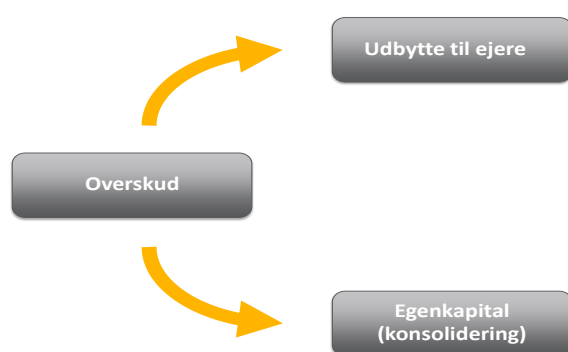 Udbytte til ejere
Overskud
Egenkapital
(konsolidering)